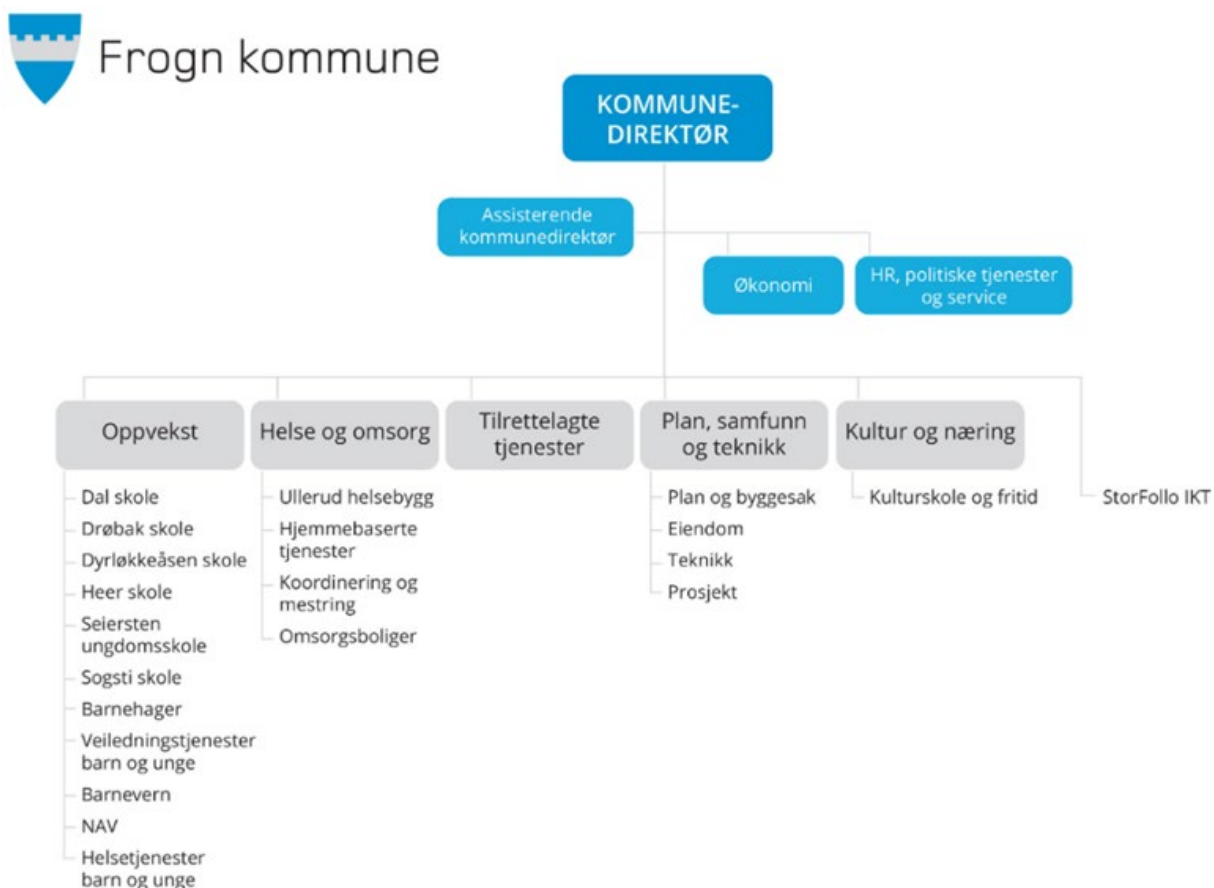 Frogn kommune
KOMMUNE-
DIREKTØR
Assisterende
kommunedirektør
Økonomi
HR, politiske tjenester
og service
Oppvekst
Dal skole
Drøbak skole
Dyrløkkeåsen skole
Heer skole
Seiersten
ungdomsskole
Sogsti skole
Barnehager
Veiledningstjenester
barn og unge
Barnevern
NAV
Helsetjenester
barn og unge
Helse og omsorg
Ullerud helsebygg
Hjemmebaserte
tjenester
Koordinering og
mestring
Omsorgsboliger
Tilrettelagte
tjenester
Plan, samfunn
og teknikk
Plan og byggesak
Eiendom
Teknikk
Prosjekt
Kultur og næring
Kulturskole og fritid
StorFollo IKT